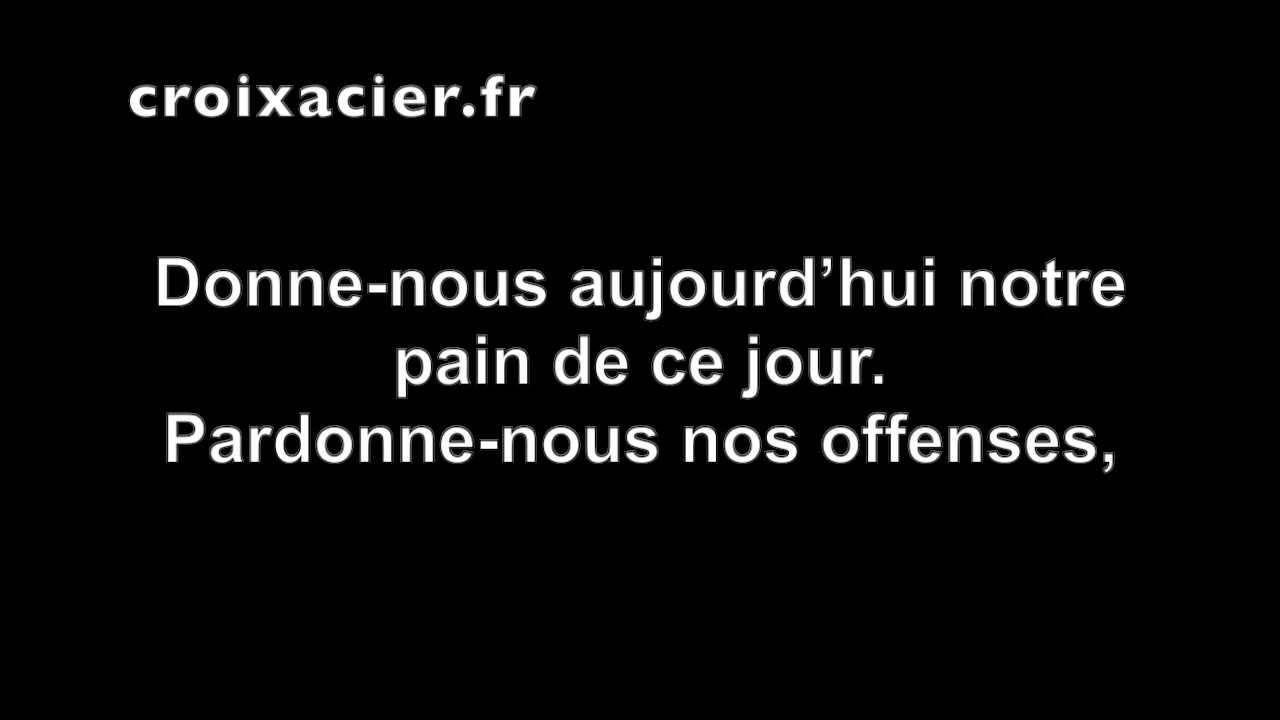 croixacier.fr
Donne-nous aujourd’hui notre
pain de ce jour.
Pardonne-nous nos offenses,